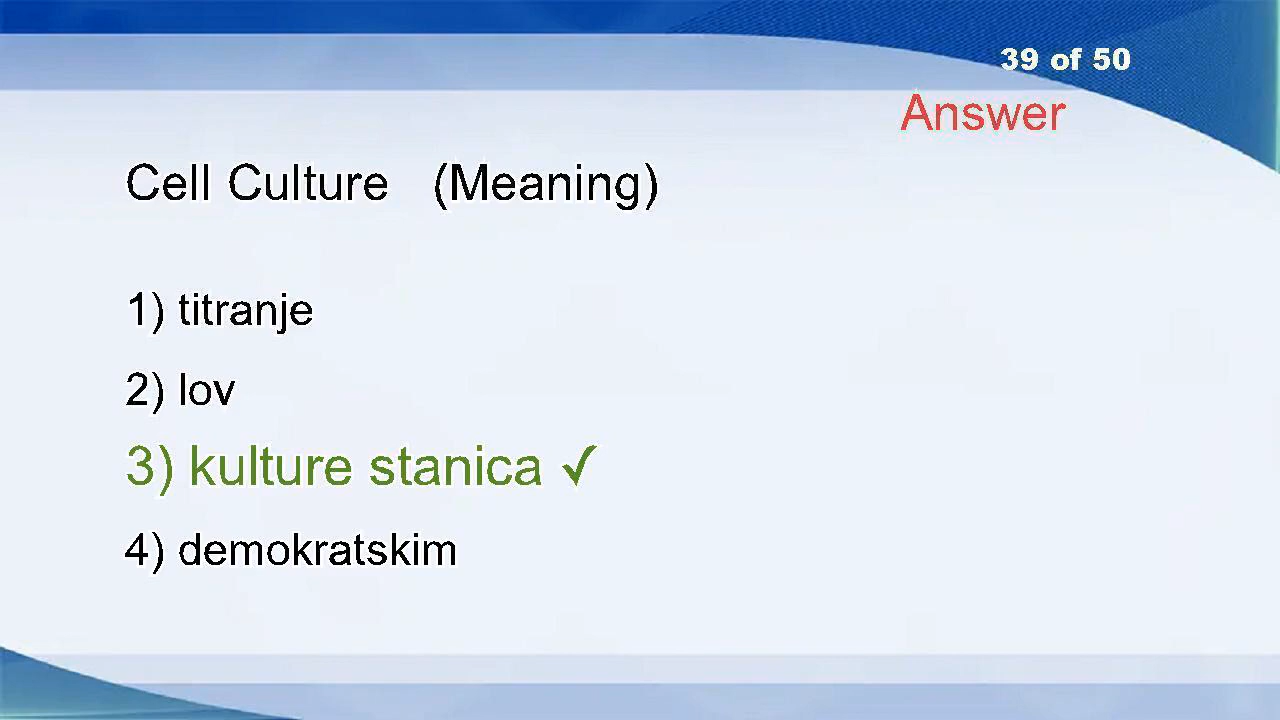 39 of 50
Answer
Cell Culture (Meaning)
1) titranje
2) lov
3) kulture stanica ✓
4) demokratskim